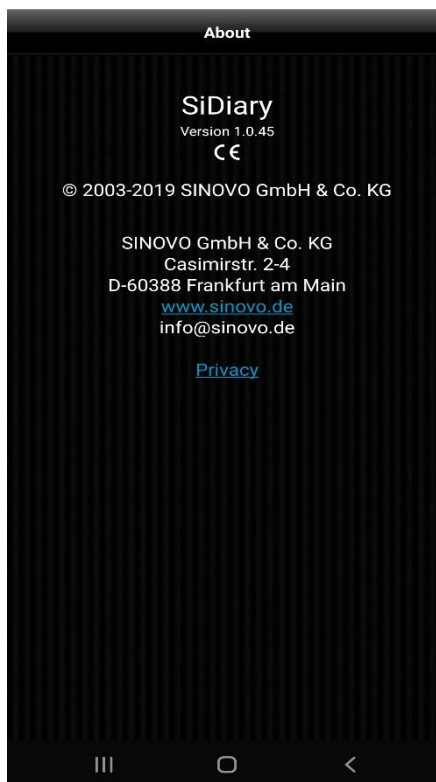 About
SiDiary
Version 1.0.45
CE
© 2003-2019 SINOVO GmbH & Co. KG
SINOVO GmbH & Co. KG
Casimirstr. 2-4
D-60388 Frankfurt am Main
www.sinovo.de
info@sinovo.de
Privacy